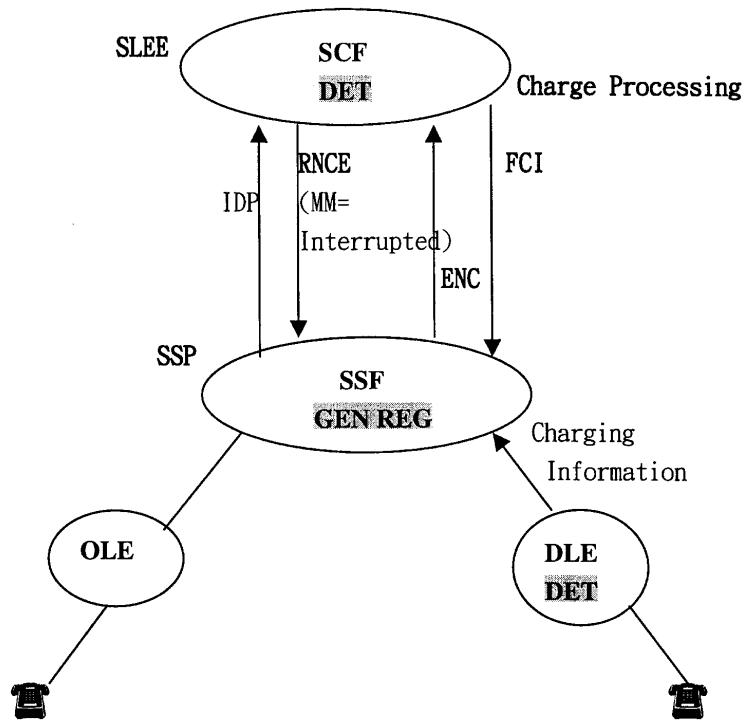 SLEE
SCF
DET
Charge Processing
RNCE
FCI
IDP
(MM=
Interrupted)
ENC
SSP
SSF
GEN REG
Charging
Information
OLE
DLE
DET